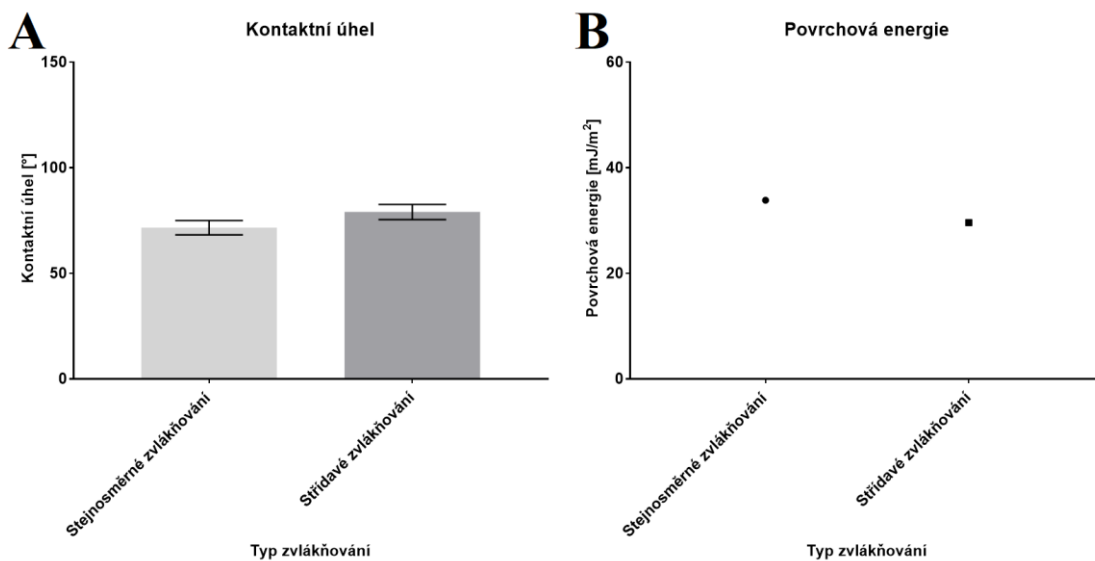 A
Kontaktní úhel
Kontaktní úhel [°]
150
100
50
0
Stejnosměrné zvlákňování
Střídavé zvlákňování
Typ zvlákňování
B
Povrchová energie
Povrchová energie [mJ/m²]
60
40
20
0
Stejnosměrné zvlákňování
Střídavé zvlákňování
Typ zvlákňování